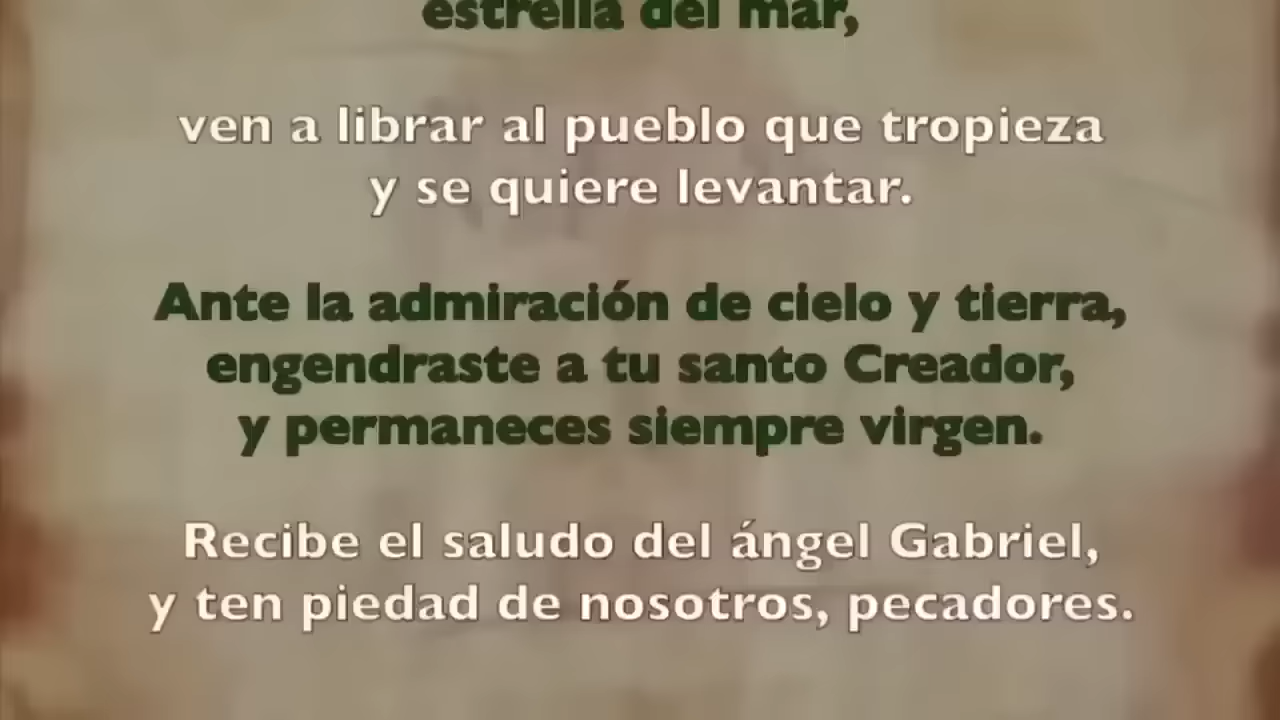 estrella del mar,
ven a librar al pueblo que tropieza
y se quiere levantar.
Ante la admiración de cielo y tierra,
engendraste a tu santo Creador,
y permaneces siempre virgen.
Recibe el saludo del ángel Gabriel,
y ten piedad de nosotros, pecadores.